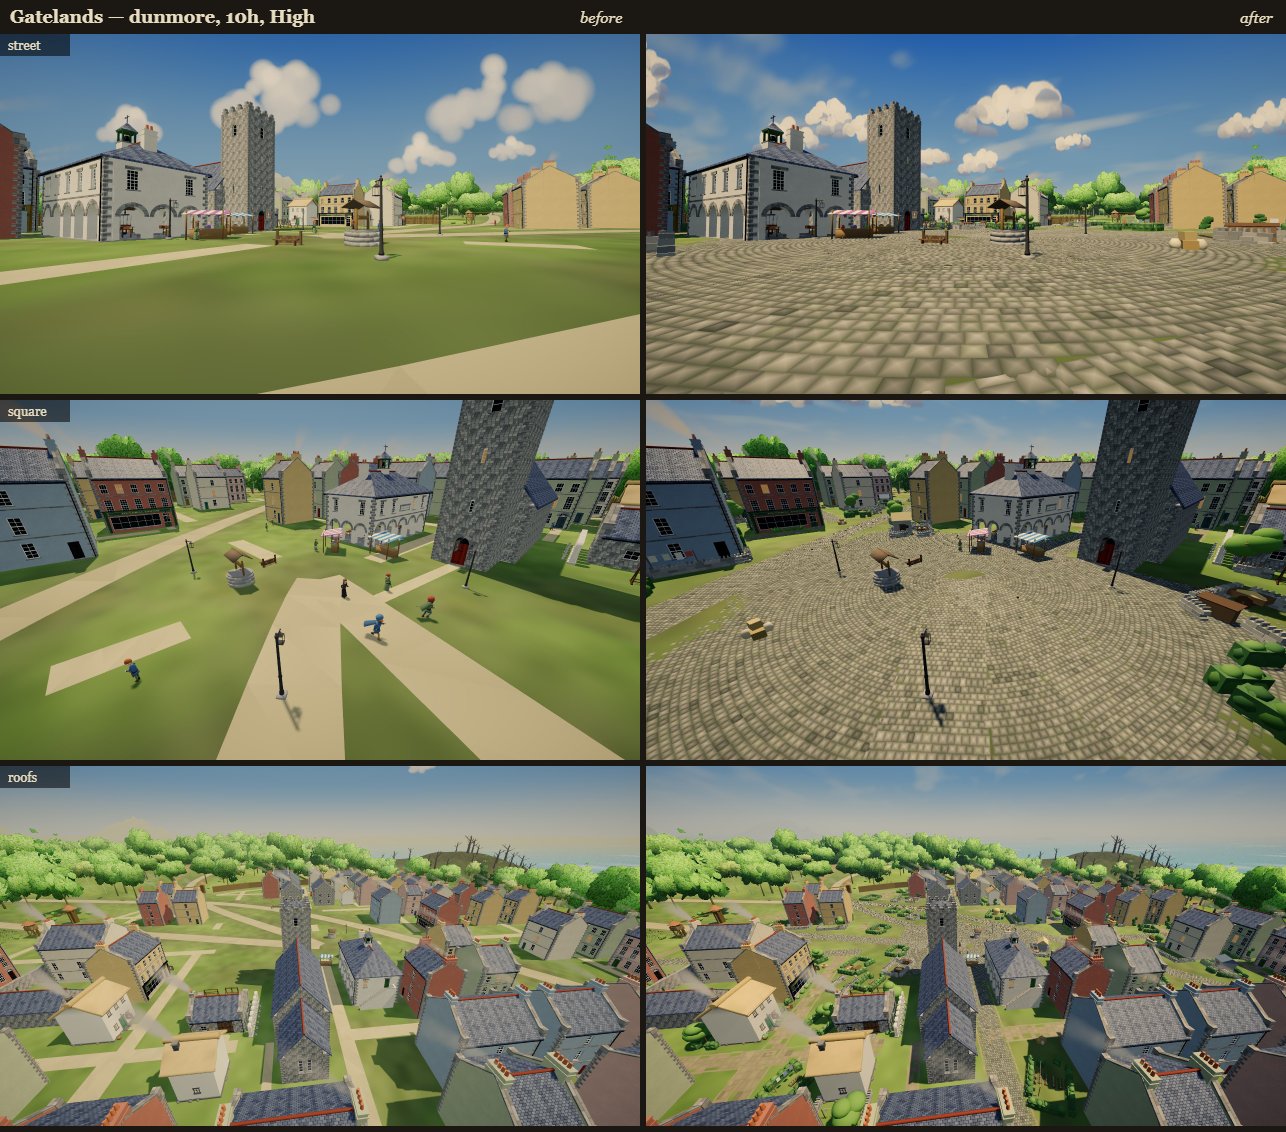 Gatelands — dunmore, 10h, High
before
after
street
square
roofs